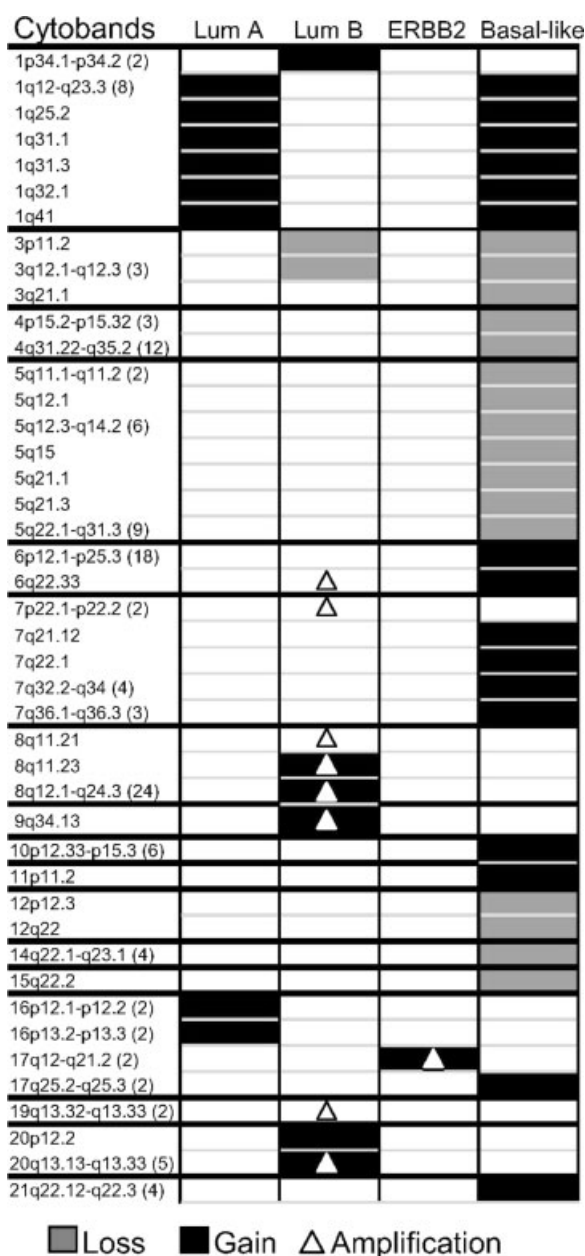 Cytobands Lum A Lum B ERBB2 Basal-like
1p34.1-p34.2 (2)
1q12-q23.3 (8)
1q25.2
1q31.1
1q31.3
1q32.1
1q41
3p11.2
3q12.1-q12.3 (3)
3q21.1
4p15.2-p15.32 (3)
4q31.22-q35.2 (12)
5q11.1-q11.2 (2)
5q12.1
5q12.3-q14.2 (6)
5q15
5q21.1
5q21.3
5q22.1-q31.3 (9)
6p12.1-p25.3 (18)
6q22.33
7p22.1-p22.2 (2)
7q21.12
7q22.1
7q32.2-q34 (4)
7q36.1-q36.3 (3)
8q11.21
8q11.23
8q12.1-q24.3 (24)
9q34.13
10p12.33-p15.3 (6)
11p11.2
12p12.3
12q22
14q22.1-q23.1 (4)
15q22.2
16p12.1-p12.2 (2)
16p13.2-p13.3 (2)
17q12-q21.2 (2)
17q25.2-q25.3 (2)
19q13.32-q13.33 (2)
20p12.2
20q13.13-q13.33 (5)
21q22.12-q22.3 (4)
Loss Gain Amplification